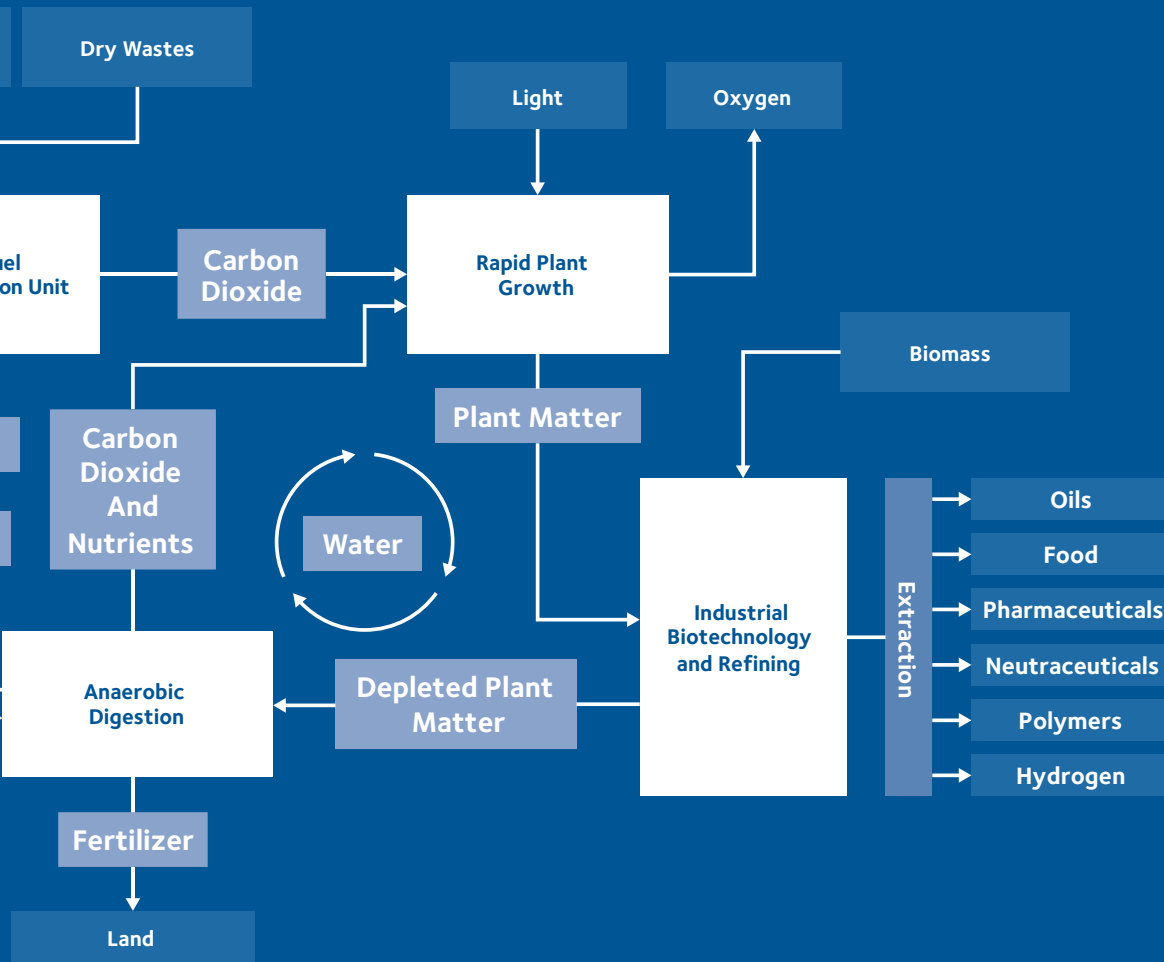 Dry Wastes
Light
Oxygen
Carbon
Dioxide
Rapid Plant
Growth
on Unit
Biomass
Plant Matter
Carbon
Dioxide
And
Nutrients
Water
Oils
Food
Pharmaceuticals
Neutraceuticals
Polymers
Hydrogen
Extraction
Industrial
Biotechnology
and Refining
Depleted Plant
Matter
Anaerobic
Digestion
Fertilizer
Land